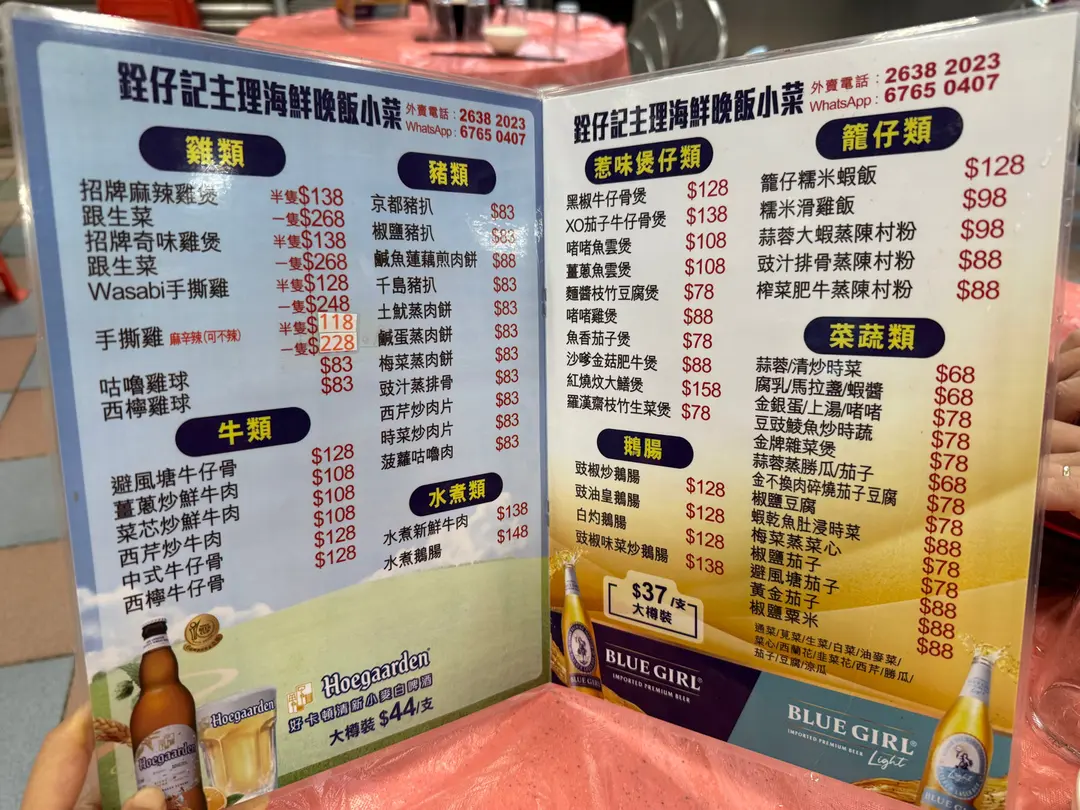 銓仔記主理海鮮晚飯小菜
外賣電話：2638 2023
WhatsApp：6765 0407
雞類
招牌麻辣雞煲 半隻$138
跟生菜 一隻$268
招牌奇味雞煲 半隻$138
跟生菜 一隻$268
Wasabi手撕雞 半隻$128
一隻$248
手撕雞 麻辛辣(可不辣) 半隻$118
一隻$228
咕嚕雞球 $83
西檸雞球 $83
牛類
避風塘牛仔骨 $128
薑蔥炒鮮牛肉 $108
菜芯炒鮮牛肉 $108
西芹炒牛肉 $108
中式牛仔骨 $128
西檸牛仔骨 $128
豬類
京都豬扒 $83
椒鹽豬扒 $83
鹹魚蓮藕煎肉餅 $88
千島豬扒 $83
土魷蒸肉餅 $83
鹹蛋蒸肉餅 $83
梅菜蒸肉餅 $83
豉汁蒸排骨 $83
西芹炒肉片 $83
時菜炒肉片 $83
菠蘿咕嚕肉 $83
水煮類
水煮新鮮牛肉 $138
水煮鵝腸 $148
Hoegaarden
Hoegaarden
Hoegaarden
好卡頓清新小麥白啤酒
大樽裝 $44/支
銓仔記主理海鮮晚飯小菜
外賣電話：2638 2023
WhatsApp：6765 0407
惹味煲仔類
黑椒牛仔骨煲 $128
XO茄子牛仔骨煲 $138
啫啫魚雲煲 $108
薑蔥魚雲煲 $108
麵醬枝竹豆腐煲 $78
啫啫雞煲 $88
魚香茄子煲 $78
沙嗲金菇肥牛煲 $88
紅燒炆大鱔煲 $158
羅漢齋枝竹生菜煲 $78
鵝腸
豉椒炒鵝腸 $128
豉油皇鵝腸 $128
白灼鵝腸 $128
豉椒味菜炒鵝腸 $138
籠仔類
籠仔糯米蝦飯 $128
糯米滑雞飯 $98
蒜蓉大蝦蒸陳村粉 $98
豉汁排骨蒸陳村粉 $88
榨菜肥牛蒸陳村粉 $88
菜蔬類
蒜蓉/清炒時菜 $68
腐乳/馬拉盞/蝦醬 $68
金銀蛋/上湯/啫啫 $78
豆豉鯪魚炒時蔬 $78
金牌雜菜煲 $78
蒜蓉蒸勝瓜/茄子 $68
金不換肉碎燒茄子豆腐 $78
椒鹽豆腐 $78
蝦乾魚肚浸時菜 $88
梅菜蒸菜心 $78
椒鹽茄子 $78
避風塘茄子 $88
黃金茄子 $88
椒鹽粟米 $88
通菜/莧菜/生菜/白菜/油麥菜/
菜心/西蘭花/韭菜花/西芹/勝瓜/
茄子/豆腐/涼瓜
$37/支
大樽裝
BLUE GIRL
IMPORTED PREMIUM BEER
BLUE GIRL
IMPORTED PREMIUM BEER
Light